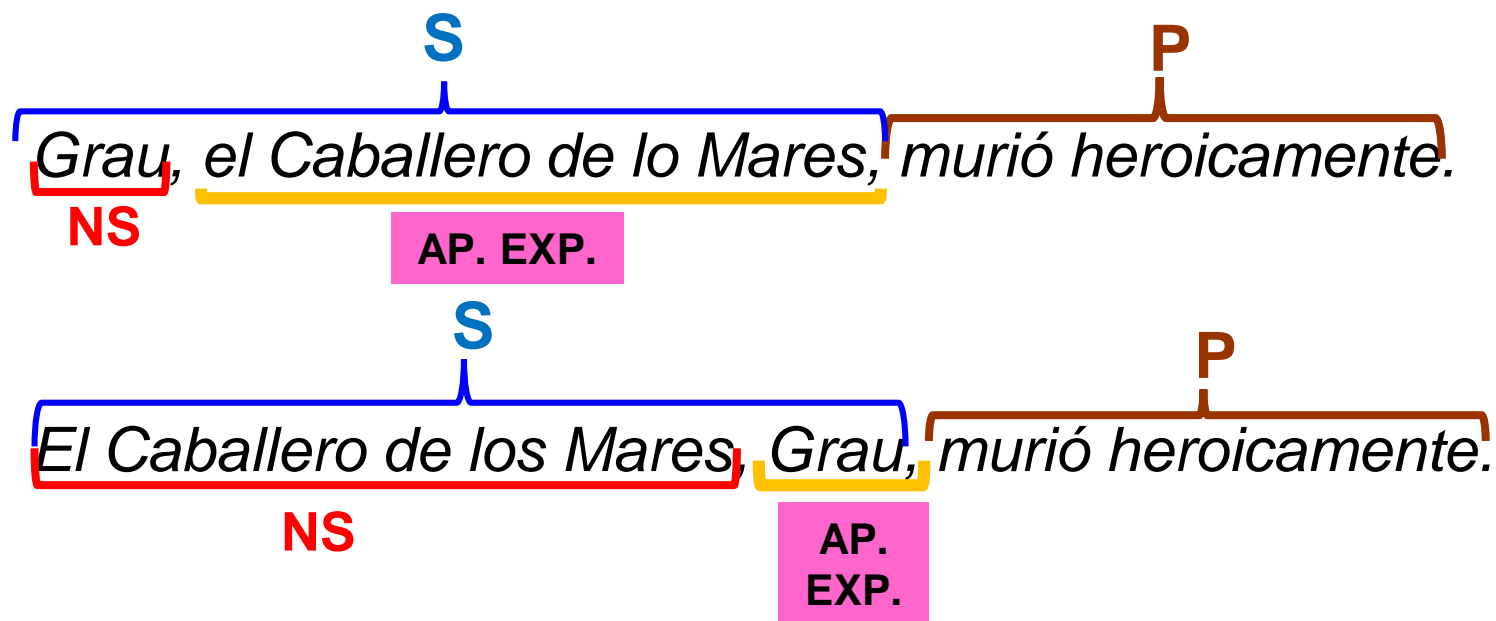 S
P
Grau, el Caballero de lo Mares, murió heroicamente.
NS
AP. EXP.
S
P
El Caballero de los Mares, Grau, murió heroicamente.
NS
AP.
EXP.